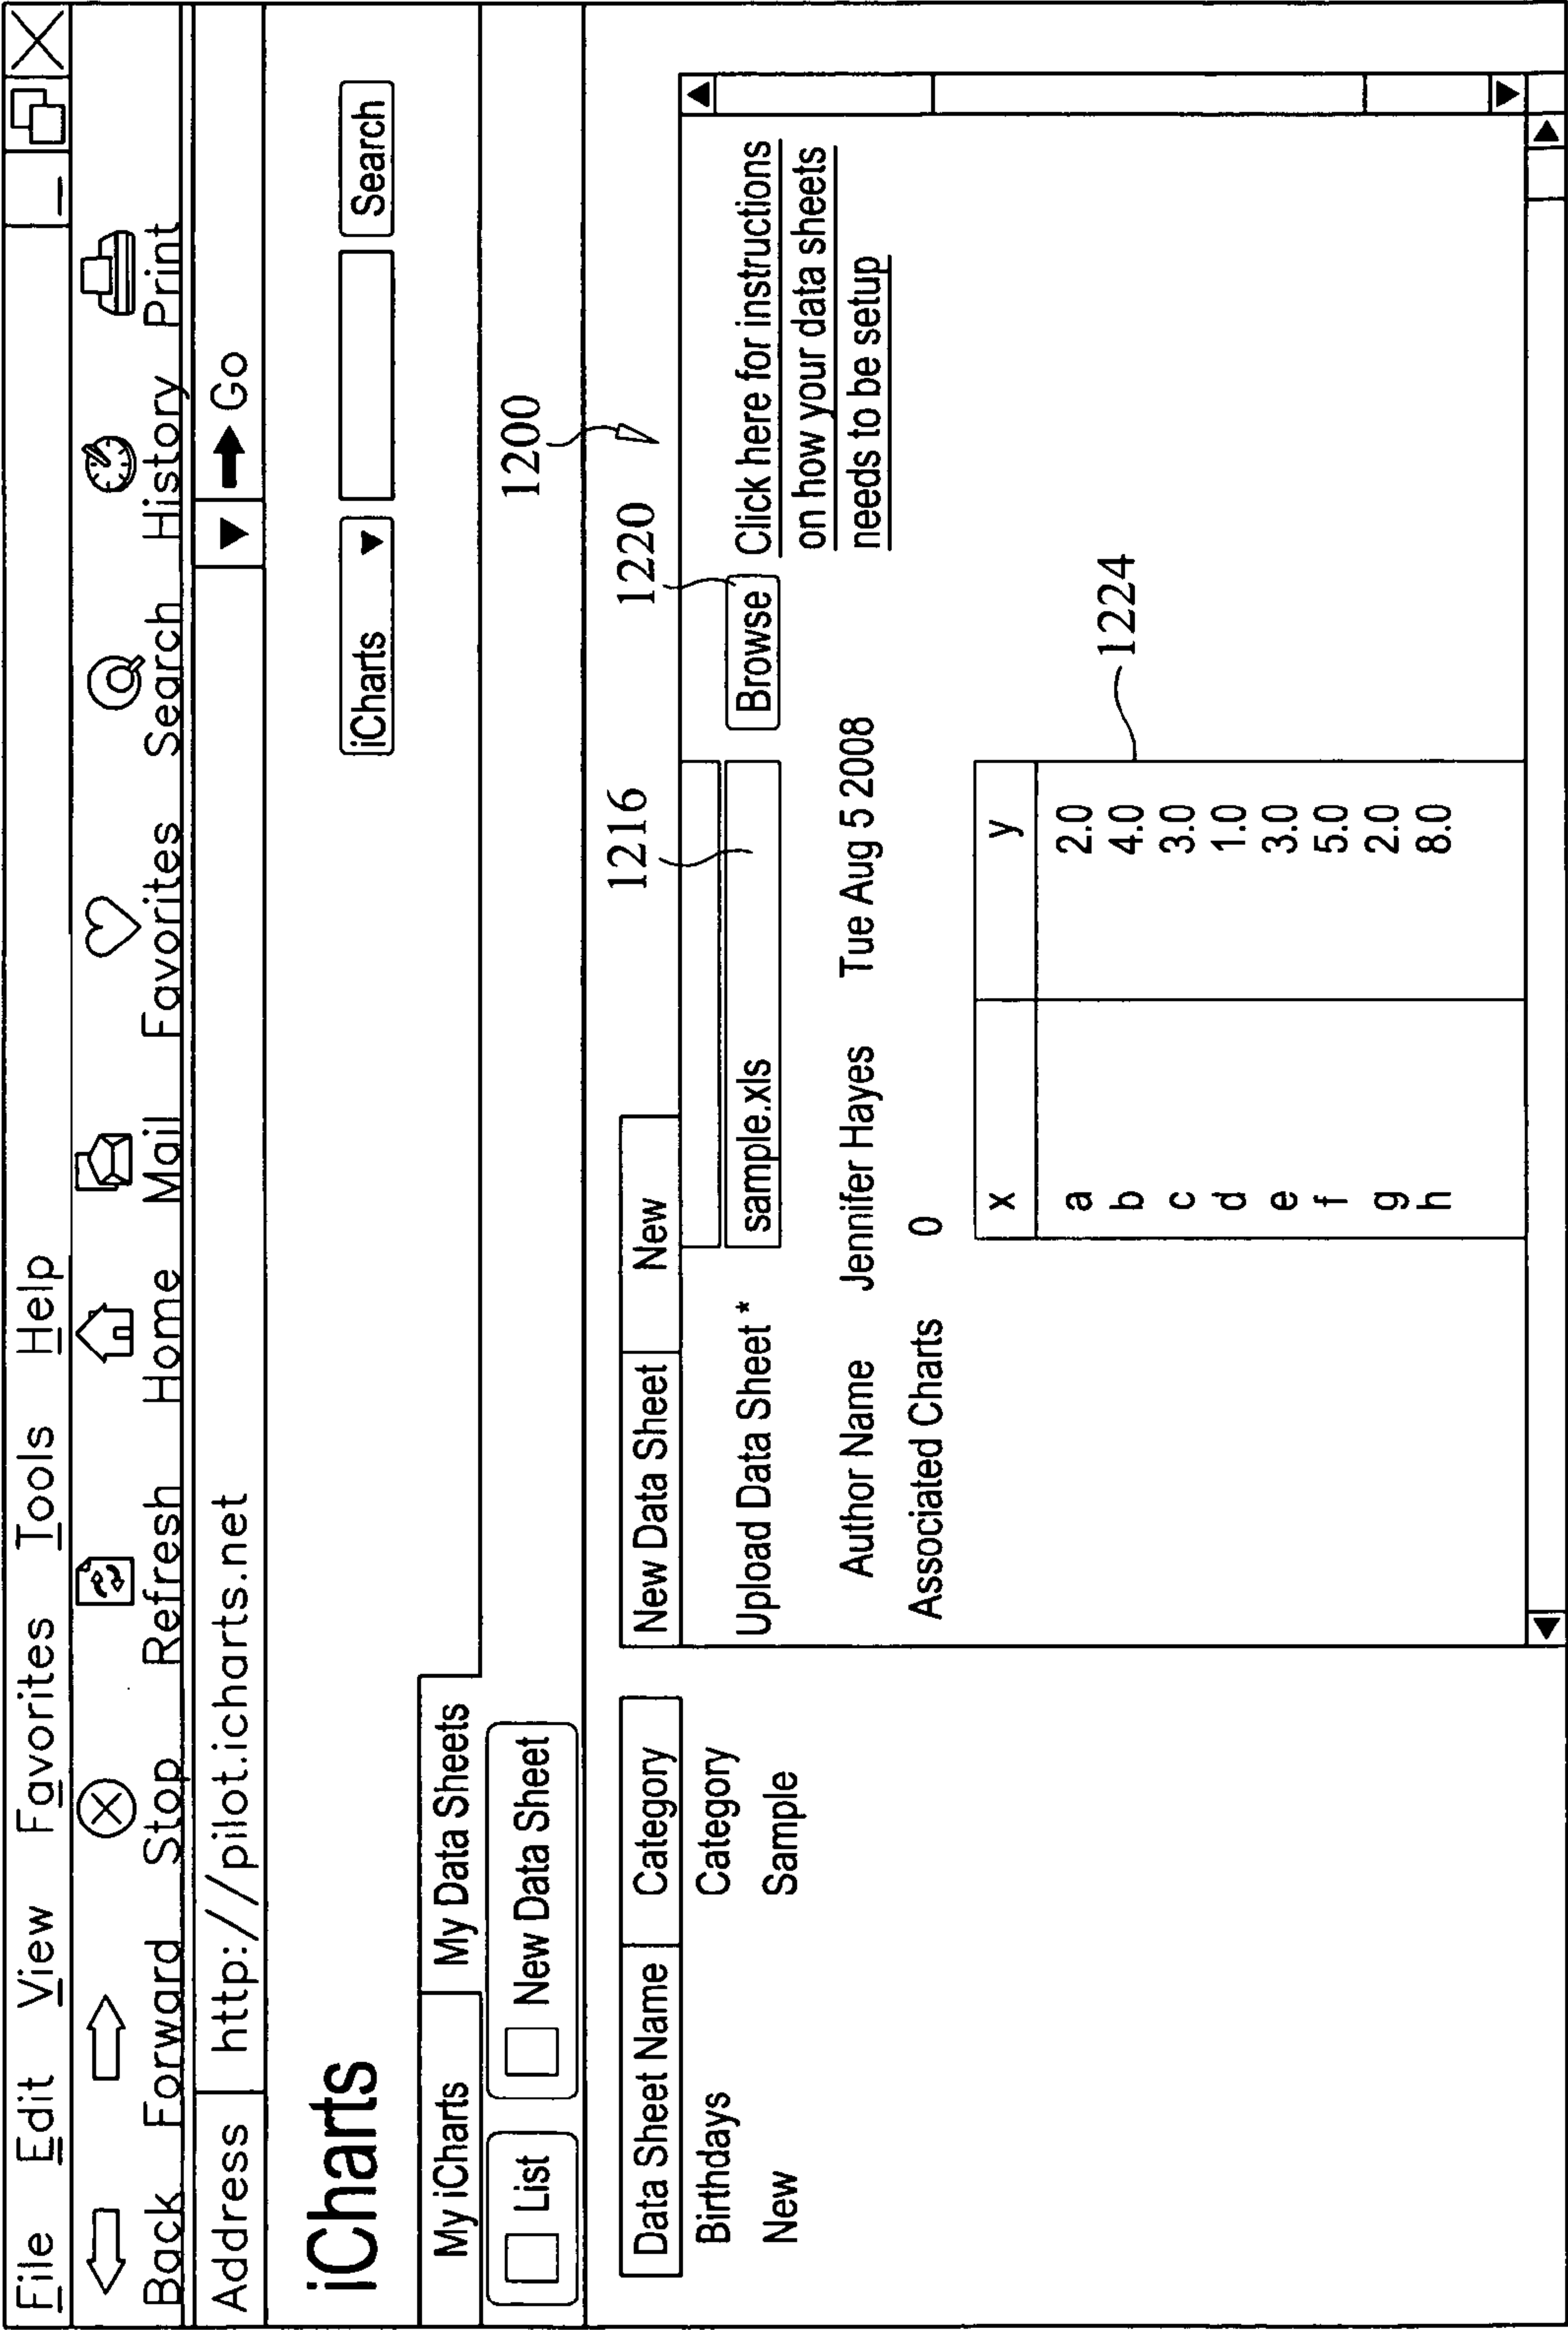 File Edit View Favorites Tools Help
Back Forward Stop Refresh Home Mail Favorites Search History Print
Address http://pilot.icharts.net Go
iCharts
iCharts Search
My iCharts My Data Sheets
List New Data Sheet
1200
Data Sheet Name Category
Birthdays Category
New Sample
New Data Sheet New
1216
1220
Upload Data Sheet * sample.xls Browse Click here for instructions
on how your data sheets
needs to be setup
Author Name Jennifer Hayes Tue Aug 5 2008
Associated Charts 0
x y
a 2.0
b 4.0
c 3.0
d 1.0
e 3.0
f 5.0
g 2.0
h 8.0
1224